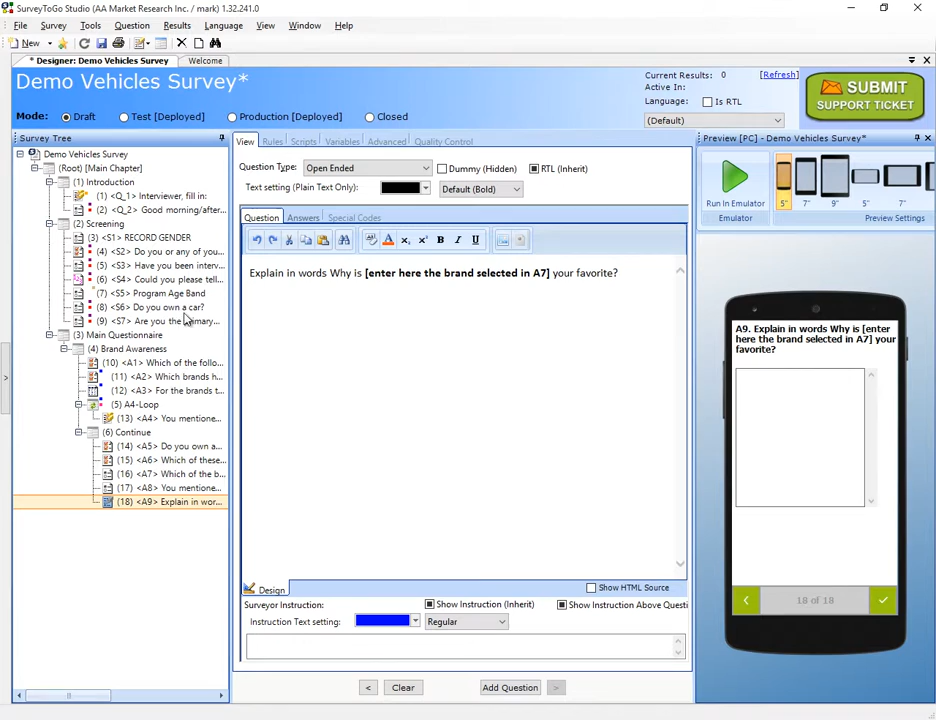 SurveyToGo Studio (AA Market Research Inc. / mark) 1.32.241.0
File Survey Tools Question Results Language View Window Help
New
* Designer: Demo Vehicles Survey* Welcome
Demo Vehicles Survey*
Current Results: 0 [Refresh]
Active In:
Language: Is RTL
(Default)
SUBMIT
SUPPORT TICKET
Mode: Draft Test [Deployed] Production [Deployed] Closed
Survey Tree
Demo Vehicles Survey
(Root) [Main Chapter]
(1) Introduction
(1) <Q_1> Interviewer, fill in:
(2) <Q_2> Good morning/after...
(2) Screening
(3) <S1> RECORD GENDER
(4) <S2> Do you or any of you...
(5) <S3> Have you been interv...
(6) <S4> Could you please tell...
(7) <S5> Program Age Band
(8) <S6> Do you own a car?
(9) <S7> Are you the primary...
(3) Main Questionnaire
(4) Brand Awareness
(10) <A1> Which of the follo...
(11) <A2> Which brands h...
(12) <A3> For the brands t...
(5) A4-Loop
(13) <A4> You mentione...
(6) Continue
(14) <A5> Do you own a...
(15) <A6> Which of these...
(16) <A7> Which of the b...
(17) <A8> You mentione...
(18) <A9> Explain in wor...
View Rules Scripts Variables Advanced Quality Control
Question Type: Open Ended Dummy (Hidden) RTL (Inherit)
Text setting (Plain Text Only): Default (Bold)
Question Answers Special Codes
B I U
Explain in words Why is [enter here the brand selected in A7] your favorite?
Design Show HTML Source
Surveyor Instruction: Show Instruction (Inherit) Show Instruction Above Questi
Instruction Text setting: Regular
< Clear Add Question >
Preview [PC] - Demo Vehicles Survey*
Run In Emulator
Emulator
5" 7" 9" 5" 7"
Preview Settings
A9. Explain in words Why is [enter
here the brand selected in A7] your
favorite?
18 of 18